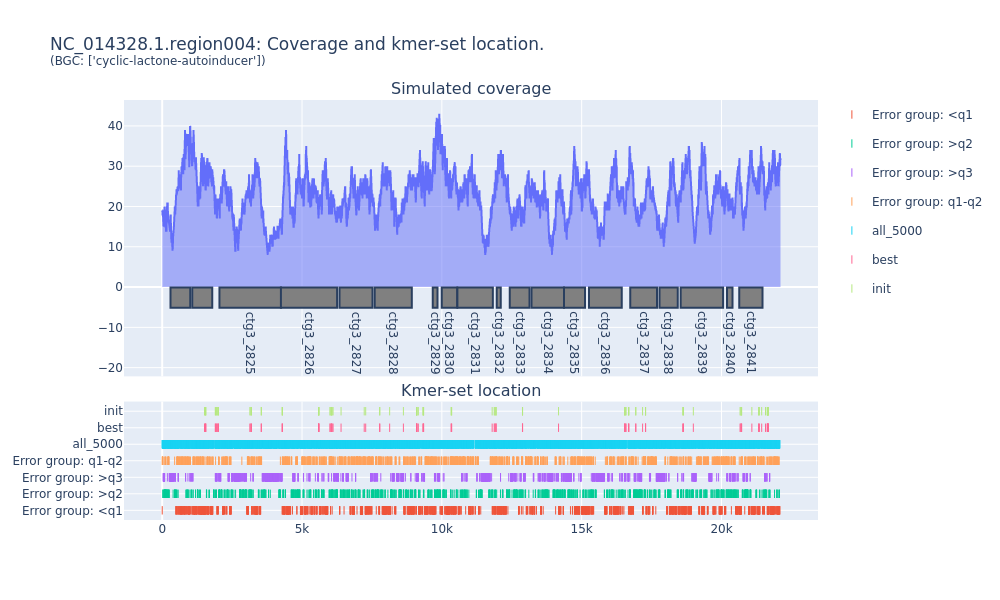 NC_014328.1.region004: Coverage and kmer-set location.
(BGC: ['cyclic-lactone-autoinducer'])
Simulated coverage
40
30
20
10
0
−10
−20
ctg3_2825
ctg3_2826
ctg3_2827
ctg3_2828
ctg3_2829
ctg3_2830
ctg3_2831
ctg3_2832
ctg3_2833
ctg3_2834
ctg3_2835
ctg3_2836
ctg3_2837
ctg3_2838
ctg3_2839
ctg3_2840
ctg3_2841
Kmer-set location
init
best
all_5000
Error group: q1-q2
Error group: >q3
Error group: >q2
Error group: <q1
0 5k 10k 15k 20k
Error group: <q1
Error group: >q2
Error group: >q3
Error group: q1-q2
all_5000
best
init